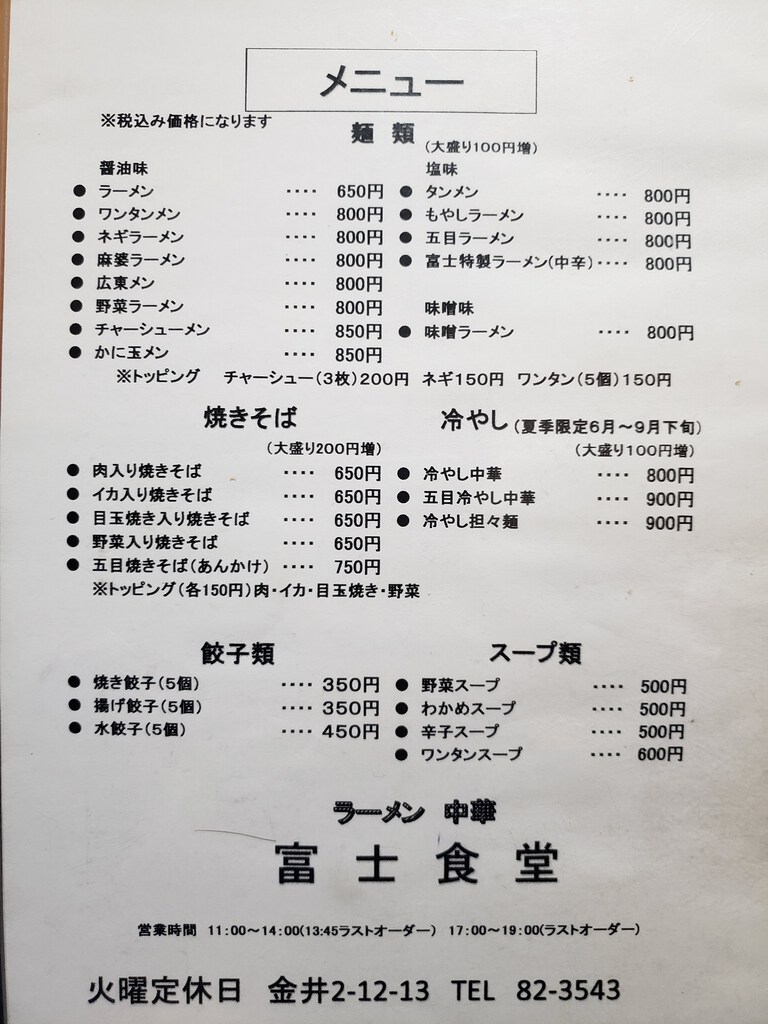 メニュー
※税込み価格になります
麺 類
(大盛り100円増)
醤油味
● ラーメン ････ 650円
● ワンタンメン ････ 800円
● ネギラーメン ････ 800円
● 麻婆ラーメン ････ 800円
● 広東メン ････ 800円
● 野菜ラーメン ････ 800円
● チャーシューメン ････ 850円
● かに玉メン ････ 850円
塩味
● タンメン ････ 800円
● もやしラーメン ････ 800円
● 五目ラーメン ････ 800円
● 富士特製ラーメン(中辛)････ 800円
味噌味
● 味噌ラーメン ････ 800円
※トッピング チャーシュー(3枚)200円 ネギ150円 ワンタン(5個)150円
焼きそば
(大盛り200円増)
● 肉入り焼きそば ････ 650円
● イカ入り焼きそば ････ 650円
● 目玉焼き入り焼きそば ････ 650円
● 野菜入り焼きそば ････ 650円
● 五目焼きそば(あんかけ) ････ 750円
※トッピング(各150円)肉・イカ・目玉焼き・野菜
冷やし(夏季限定6月～9月下旬)
(大盛り100円増)
● 冷やし中華 ････ 800円
● 五目冷やし中華 ････ 900円
● 冷やし担々麺 ････ 900円
餃子類
● 焼き餃子(5個) ････ 350円
● 揚げ餃子(5個) ････ 350円
● 水餃子(5個) ････ 450円
スープ類
● 野菜スープ ････ 500円
● わかめスープ ････ 500円
● 辛子スープ ････ 500円
● ワンタンスープ ････ 600円
ラーメン 中華
富士食堂
営業時間 11:00～14:00(13:45ラストオーダー) 17:00～19:00(ラストオーダー)
火曜定休日 金井2-12-13 TEL 82-3543